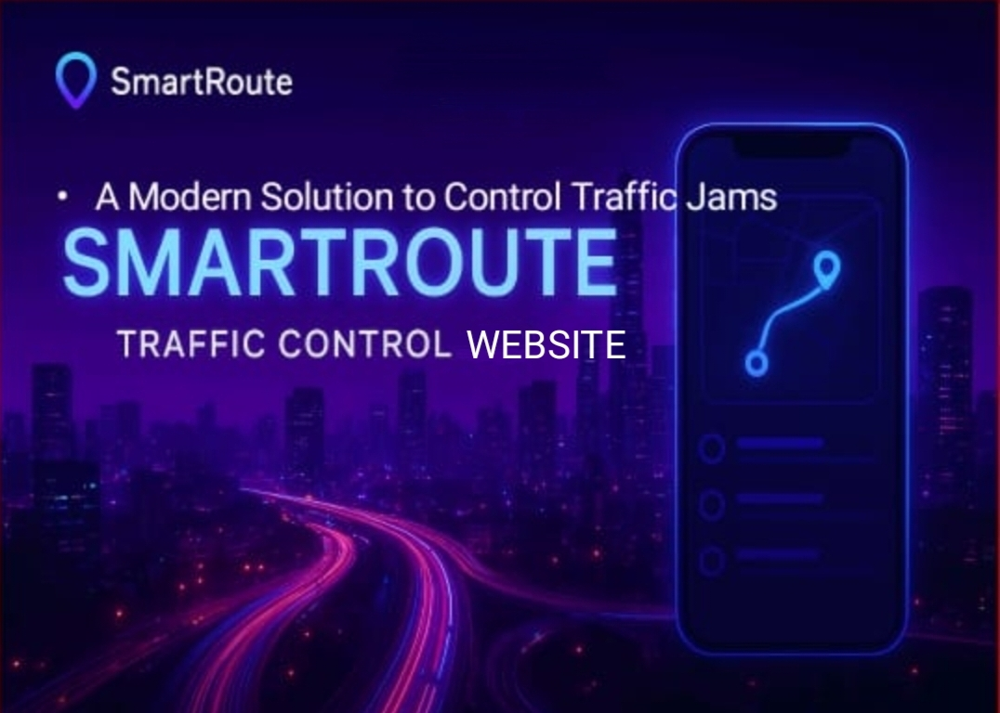 SmartRoute
• A Modern Solution to Control Traffic Jams
SMARTROUTE
TRAFFIC CONTROL WEBSITE